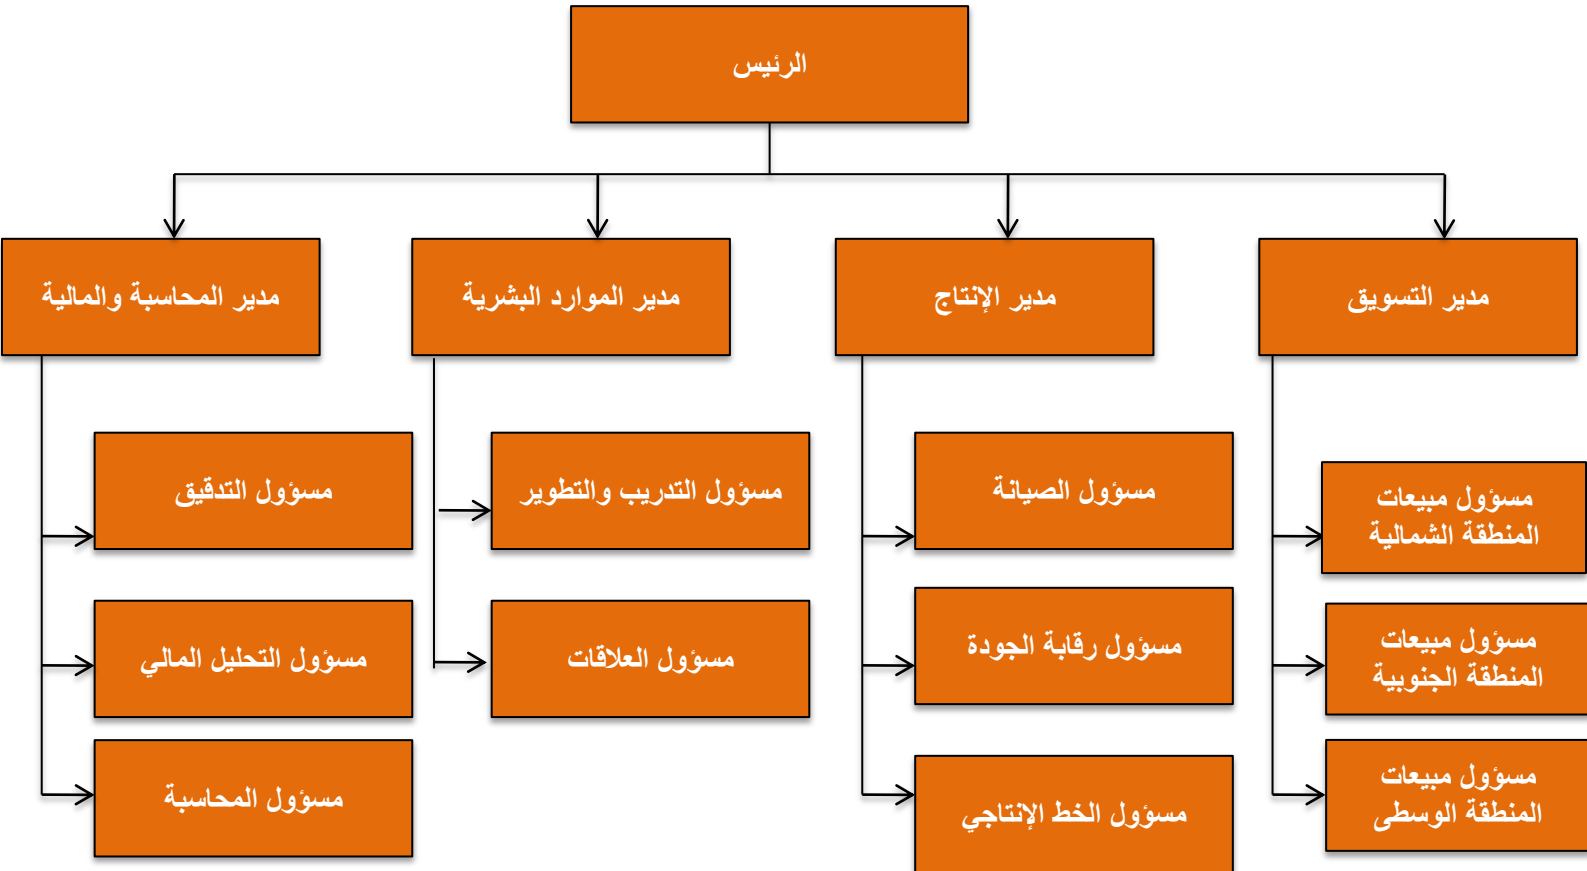 الرئيس
مدير التسويق
مدير الإنتاج
مدير الموارد البشرية
مدير المحاسبة والمالية
مسؤول مبيعات
المنطقة الشمالية
مسؤول مبيعات
المنطقة الجنوبية
مسؤول مبيعات
المنطقة الوسطى
مسؤول الصيانة
مسؤول رقابة الجودة
مسؤول الخط الإنتاجي
مسؤول التدريب والتطوير
مسؤول العلاقات
مسؤول التدقيق
مسؤول التحليل المالي
مسؤول المحاسبة